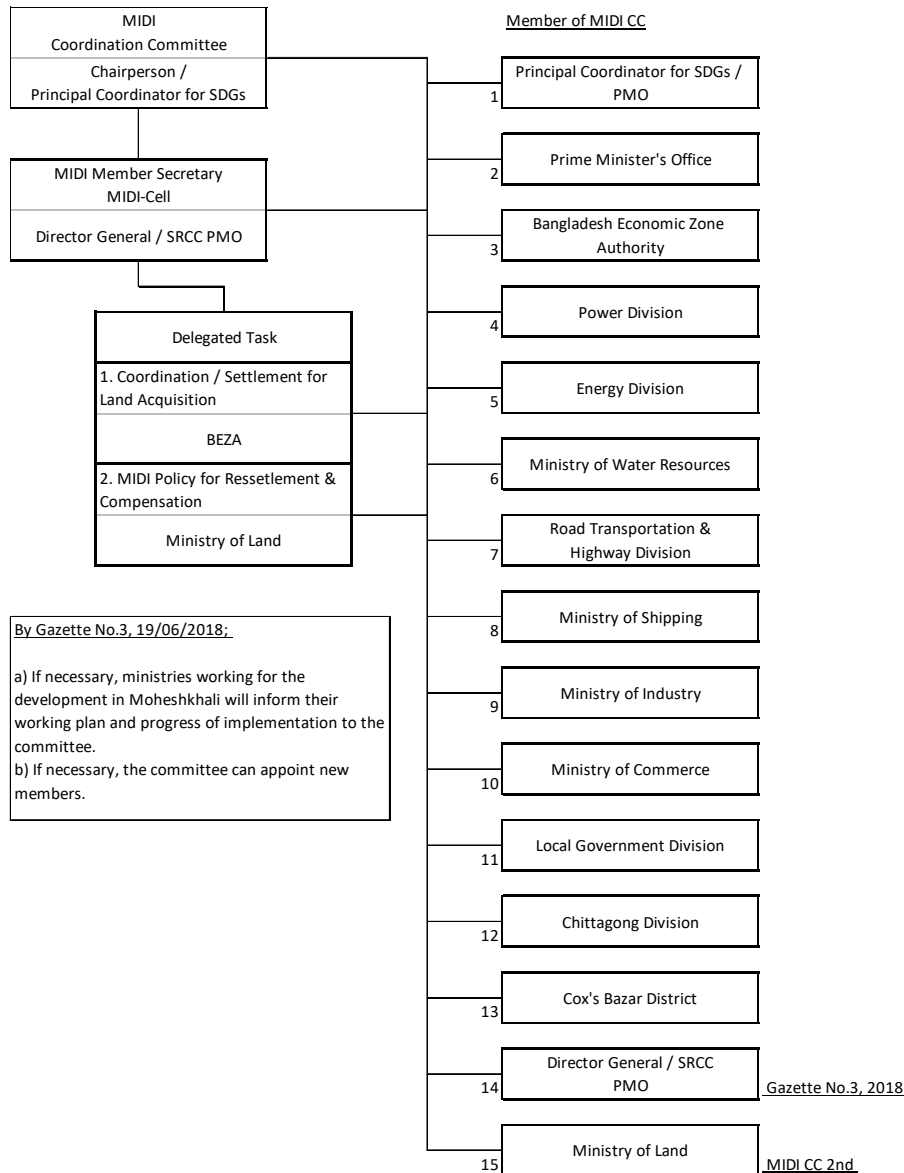 MIDI
Coordination Committee
Chairperson /
Principal Coordinator for SDGs
MIDI Member Secretary
MIDI-Cell
Director General / SRCC PMO
Delegated Task
1. Coordination / Settlement for
Land Acquisition
BEZA
2. MIDI Policy for Ressetlement &
Compensation
Ministry of Land
By Gazette No.3, 19/06/2018;
a) If necessary, ministries working for the
development in Moheshkhali will inform their
working plan and progress of implementation to the
committee.
b) If necessary, the committee can appoint new
members.
Member of MIDI CC
Principal Coordinator for SDGs /
PMO
1
Prime Minister's Office
2
Bangladesh Economic Zone
Authority
3
Power Division
4
Energy Division
5
Ministry of Water Resources
6
Road Transportation &
Highway Division
7
Ministry of Shipping
8
Ministry of Industry
9
Ministry of Commerce
10
Local Government Division
11
Chittagong Division
12
Cox's Bazar District
13
Director General / SRCC
PMO
14
Gazette No.3, 2018
Ministry of Land
15
MIDI CC 2nd